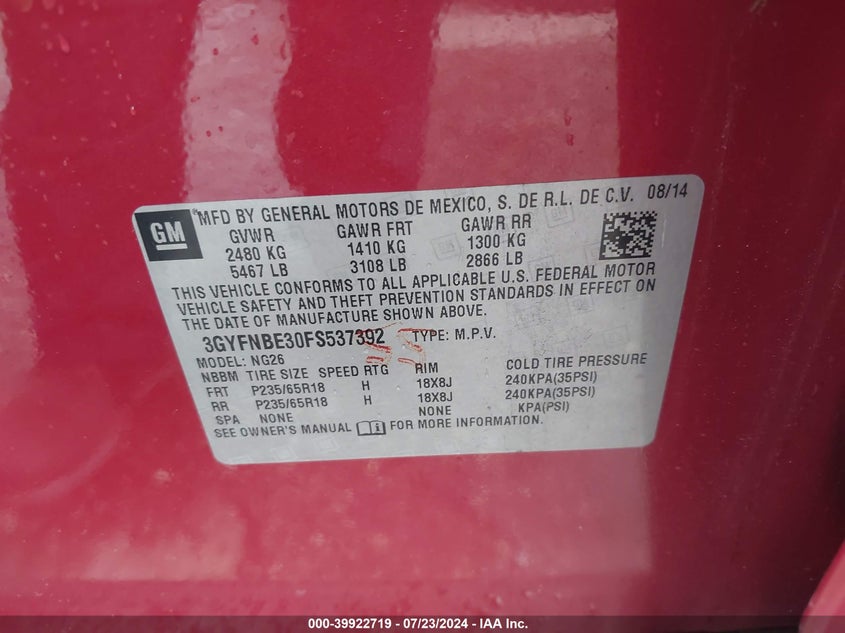 GM
®MFD BY GENERAL MOTORS DE MEXICO, S. DE R.L. DE C.V. 08/14
GVWR GAWR FRT GAWR RR
2480 KG 1410 KG 1300 KG
5467 LB 3108 LB 2866 LB
THIS VEHICLE CONFORMS TO ALL APPLICABLE U.S. FEDERAL MOTOR
VEHICLE SAFETY AND THEFT PREVENTION STANDARDS IN EFFECT ON
THE DATE OF MANUFACTURE SHOWN ABOVE.
3GYFNBE30FS537392 TYPE: M.P.V.
MODEL: NG26
NBBM TIRE SIZE SPEED RTG RIM COLD TIRE PRESSURE
FRT P235/65R18 H 18X8J 240KPA(35PSI)
RR P235/65R18 H 18X8J 240KPA(35PSI)
SPA NONE NONE KPA(PSI)
SEE OWNER'S MANUAL FOR MORE INFORMATION.
000-39922719 / 07/23/2024 - IAA Inc.